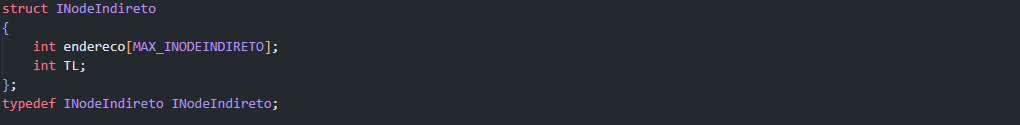 struct INodeIndireto
{
    int endereco[MAX_INODEINDIRETO];
    int TL;
};
typedef INodeIndireto INodeIndireto;